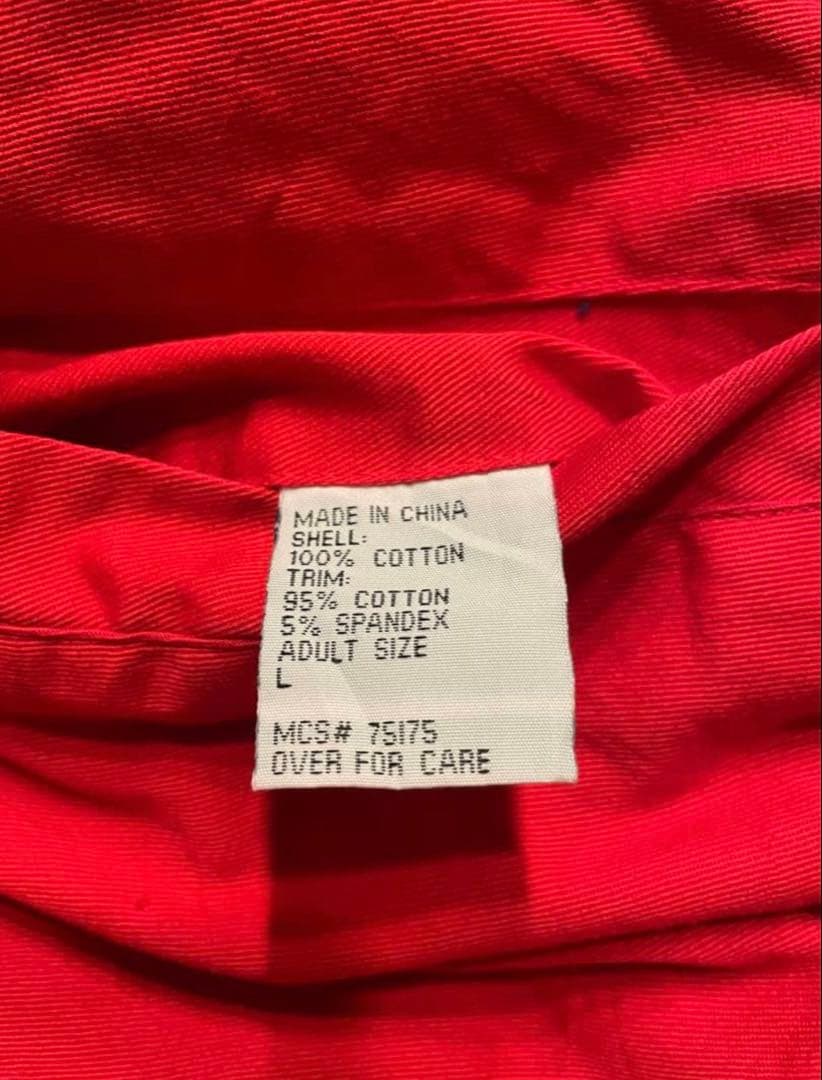 MADE IN CHINA
SHELL:
100% COTTON
TRIM:
95% COTTON
5% SPANDEX
ADULT SIZE
L
MCS# 75175
OVER FOR CARE